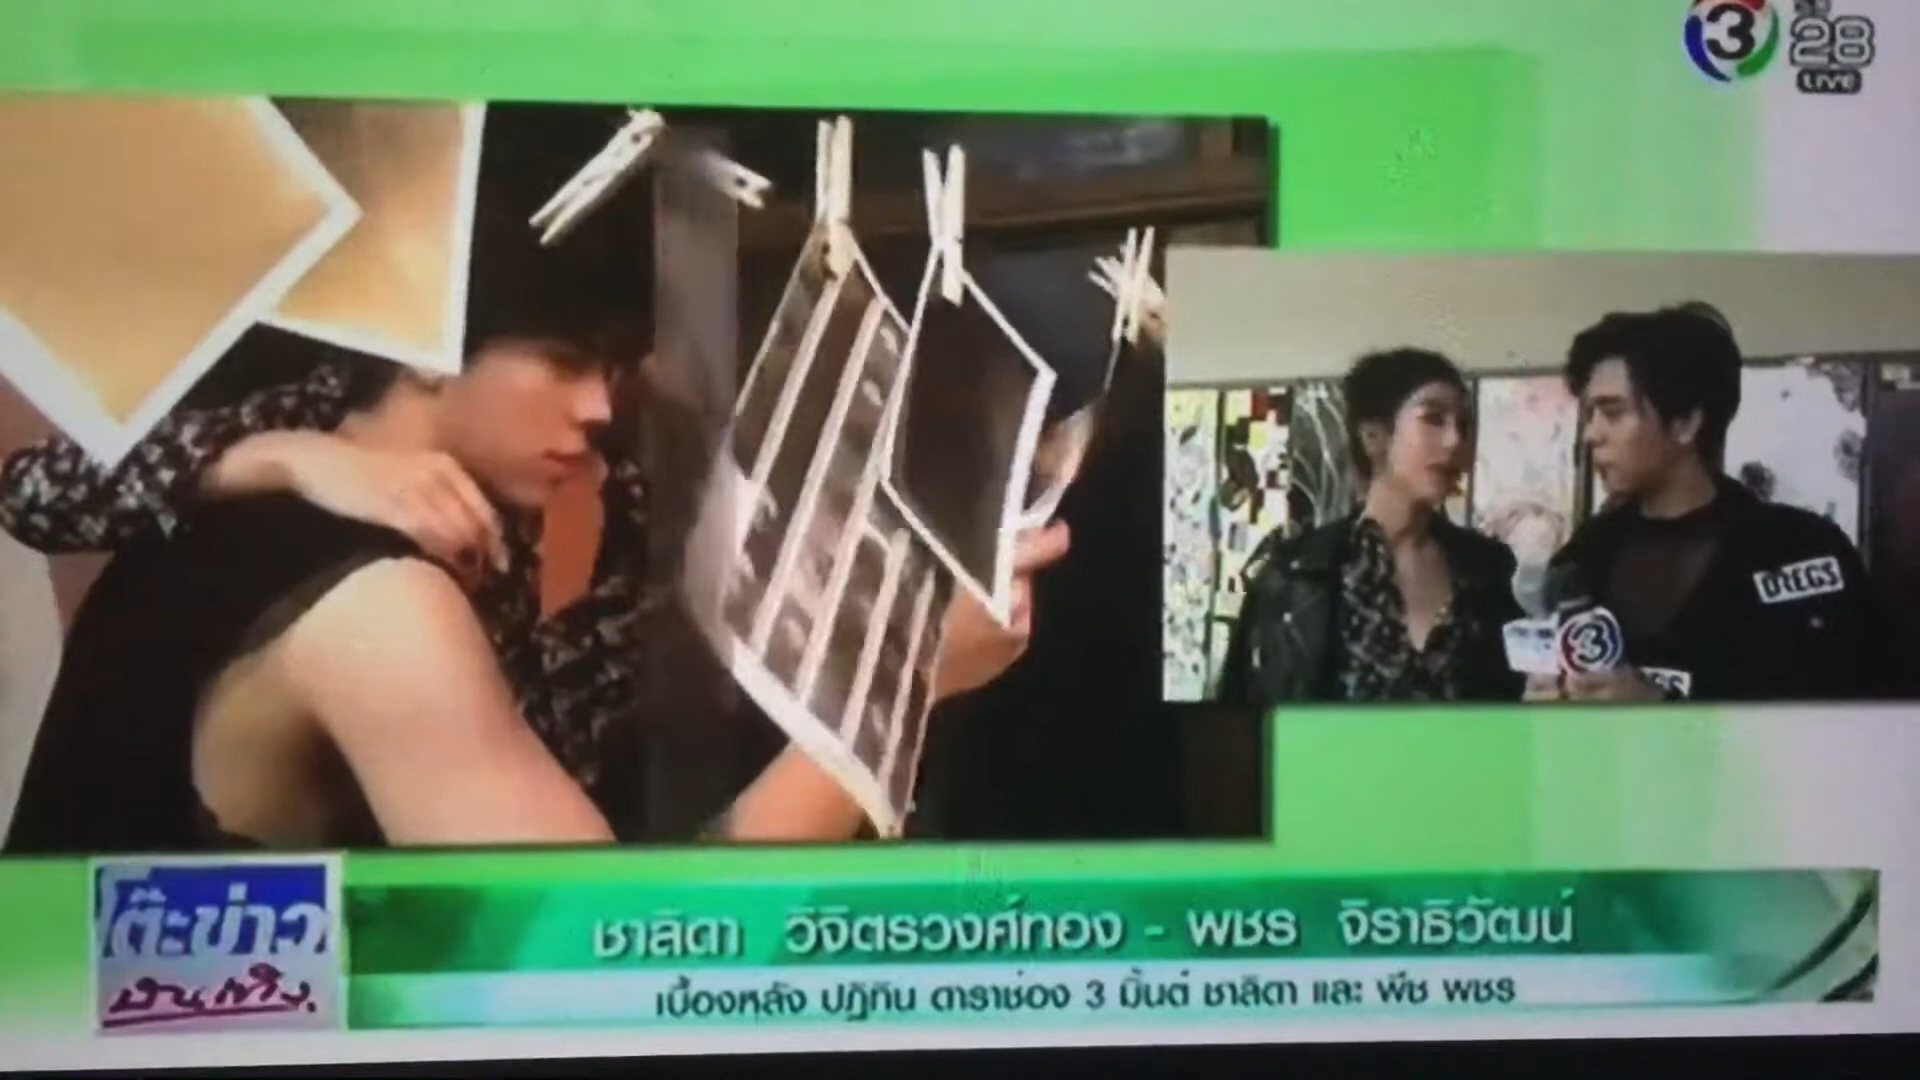 3
28
LIVE
DREGS
3
โต๊ะข่าว
บันเทิง
ชาลิดา วิจิตรวงศ์ทอง - พชร จิราธิวัฒน์
เบื้องหลัง ปฏิทิน ดาราช่อง 3 มิ้นต์ ชาลิดา และ พีช พชร